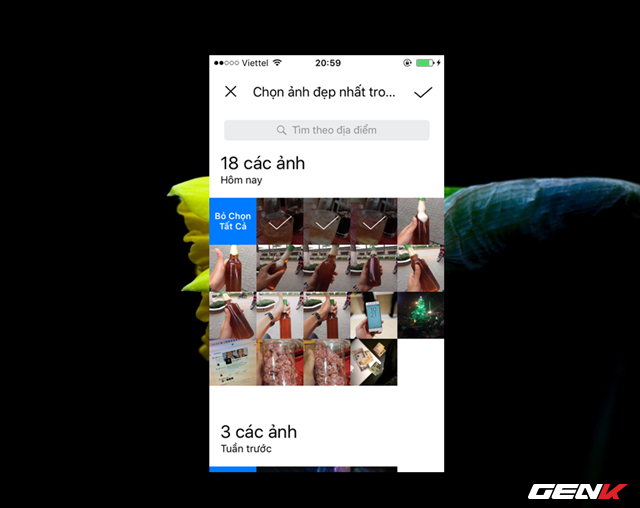 Viettel 20:59
Chọn ảnh đẹp nhất tro...
Tìm theo địa điểm
18 các ảnh
Hôm nay
Bỏ Chọn
Tất Cả
3 các ảnh
Tuần trước
GENK